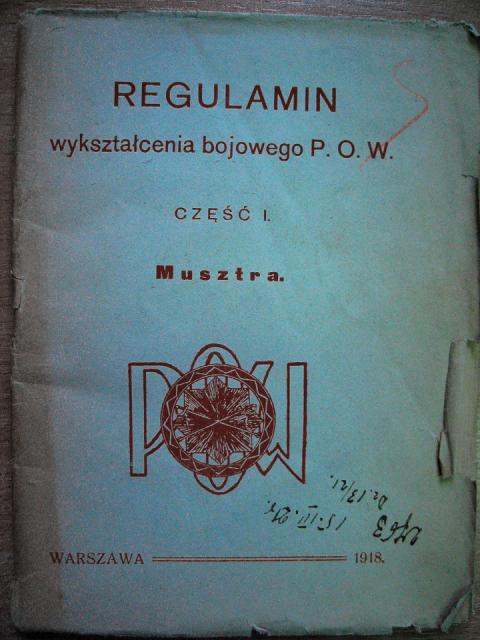 REGULAMIN
wykształcenia bojowego P. O. W.
CZĘŚĆ I.
Musztra.
POW
WARSZAWA 1918.